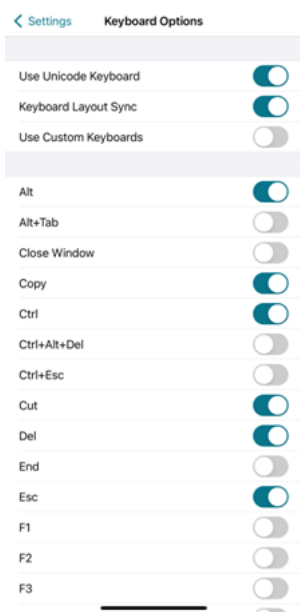 Settings Keyboard Options
Use Unicode Keyboard
Keyboard Layout Sync
Use Custom Keyboards
Alt
Alt+Tab
Close Window
Copy
Ctrl
Ctrl+Alt+Del
Ctrl+Esc
Cut
Del
End
Esc
F1
F2
F3